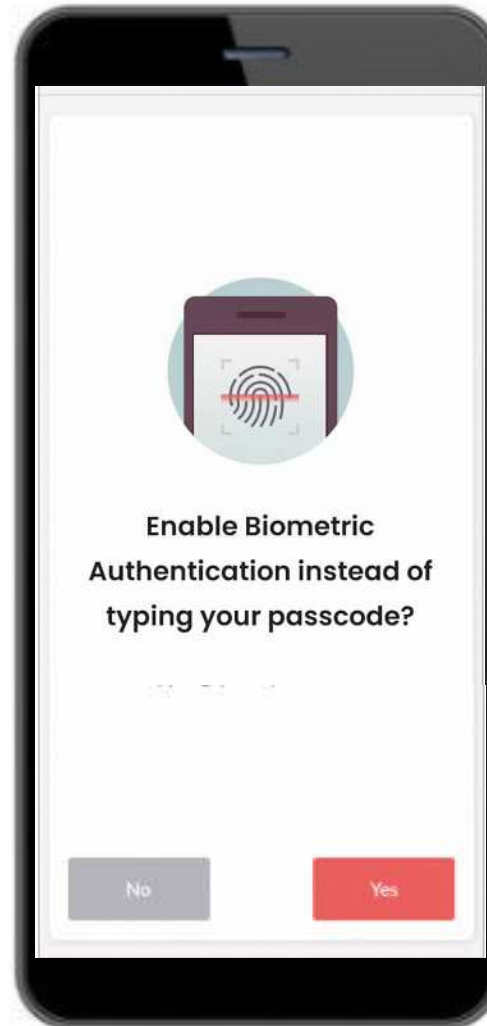 Enable Biometric
Authentication instead of
typing your passcode?
No
Yes